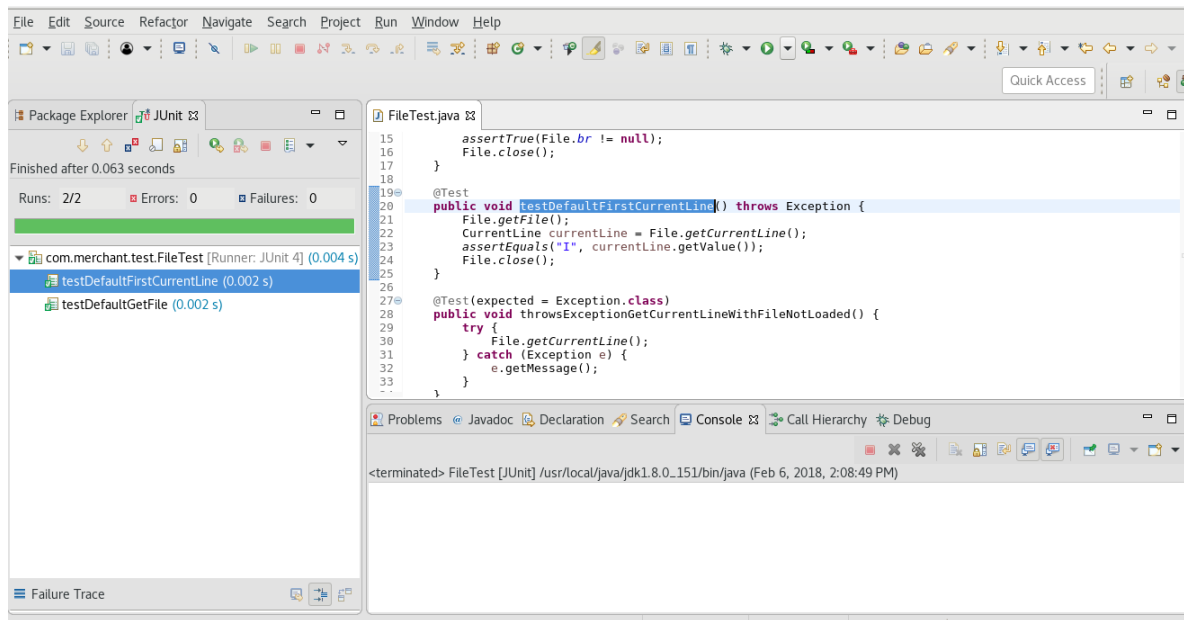 File Edit Source Refactor Navigate Search Project Run Window Help
Quick Access
Package Explorer JUnit
Finished after 0.063 seconds
Runs: 2/2 Errors: 0 Failures: 0
com.merchant.test.FileTest [Runner: JUnit 4] (0.004 s)
testDefaultFirstCurrentLine (0.002 s)
testDefaultGetFile (0.002 s)
Failure Trace
FileTest.java
15 assertTrue(File.br != null);
16 File.close();
17 }
18
19 @Test
20 public void testDefaultFirstCurrentLine() throws Exception {
21 File.getFile();
22 CurrentLine currentLine = File.getCurrentLine();
23 assertEquals("I", currentLine.getValue());
24 File.close();
25 }
26
27 @Test(expected = Exception.class)
28 public void throwsExceptionGetCurrentLineWithFileNotLoaded() {
29 try {
30 File.getCurrentLine();
31 } catch (Exception e) {
32 e.getMessage();
33 }
}
Problems @ Javadoc Declaration Search Console Call Hierarchy Debug
<terminated> FileTest [JUnit] /usr/local/java/jdk1.8.0_151/bin/java (Feb 6, 2018, 2:08:49 PM)